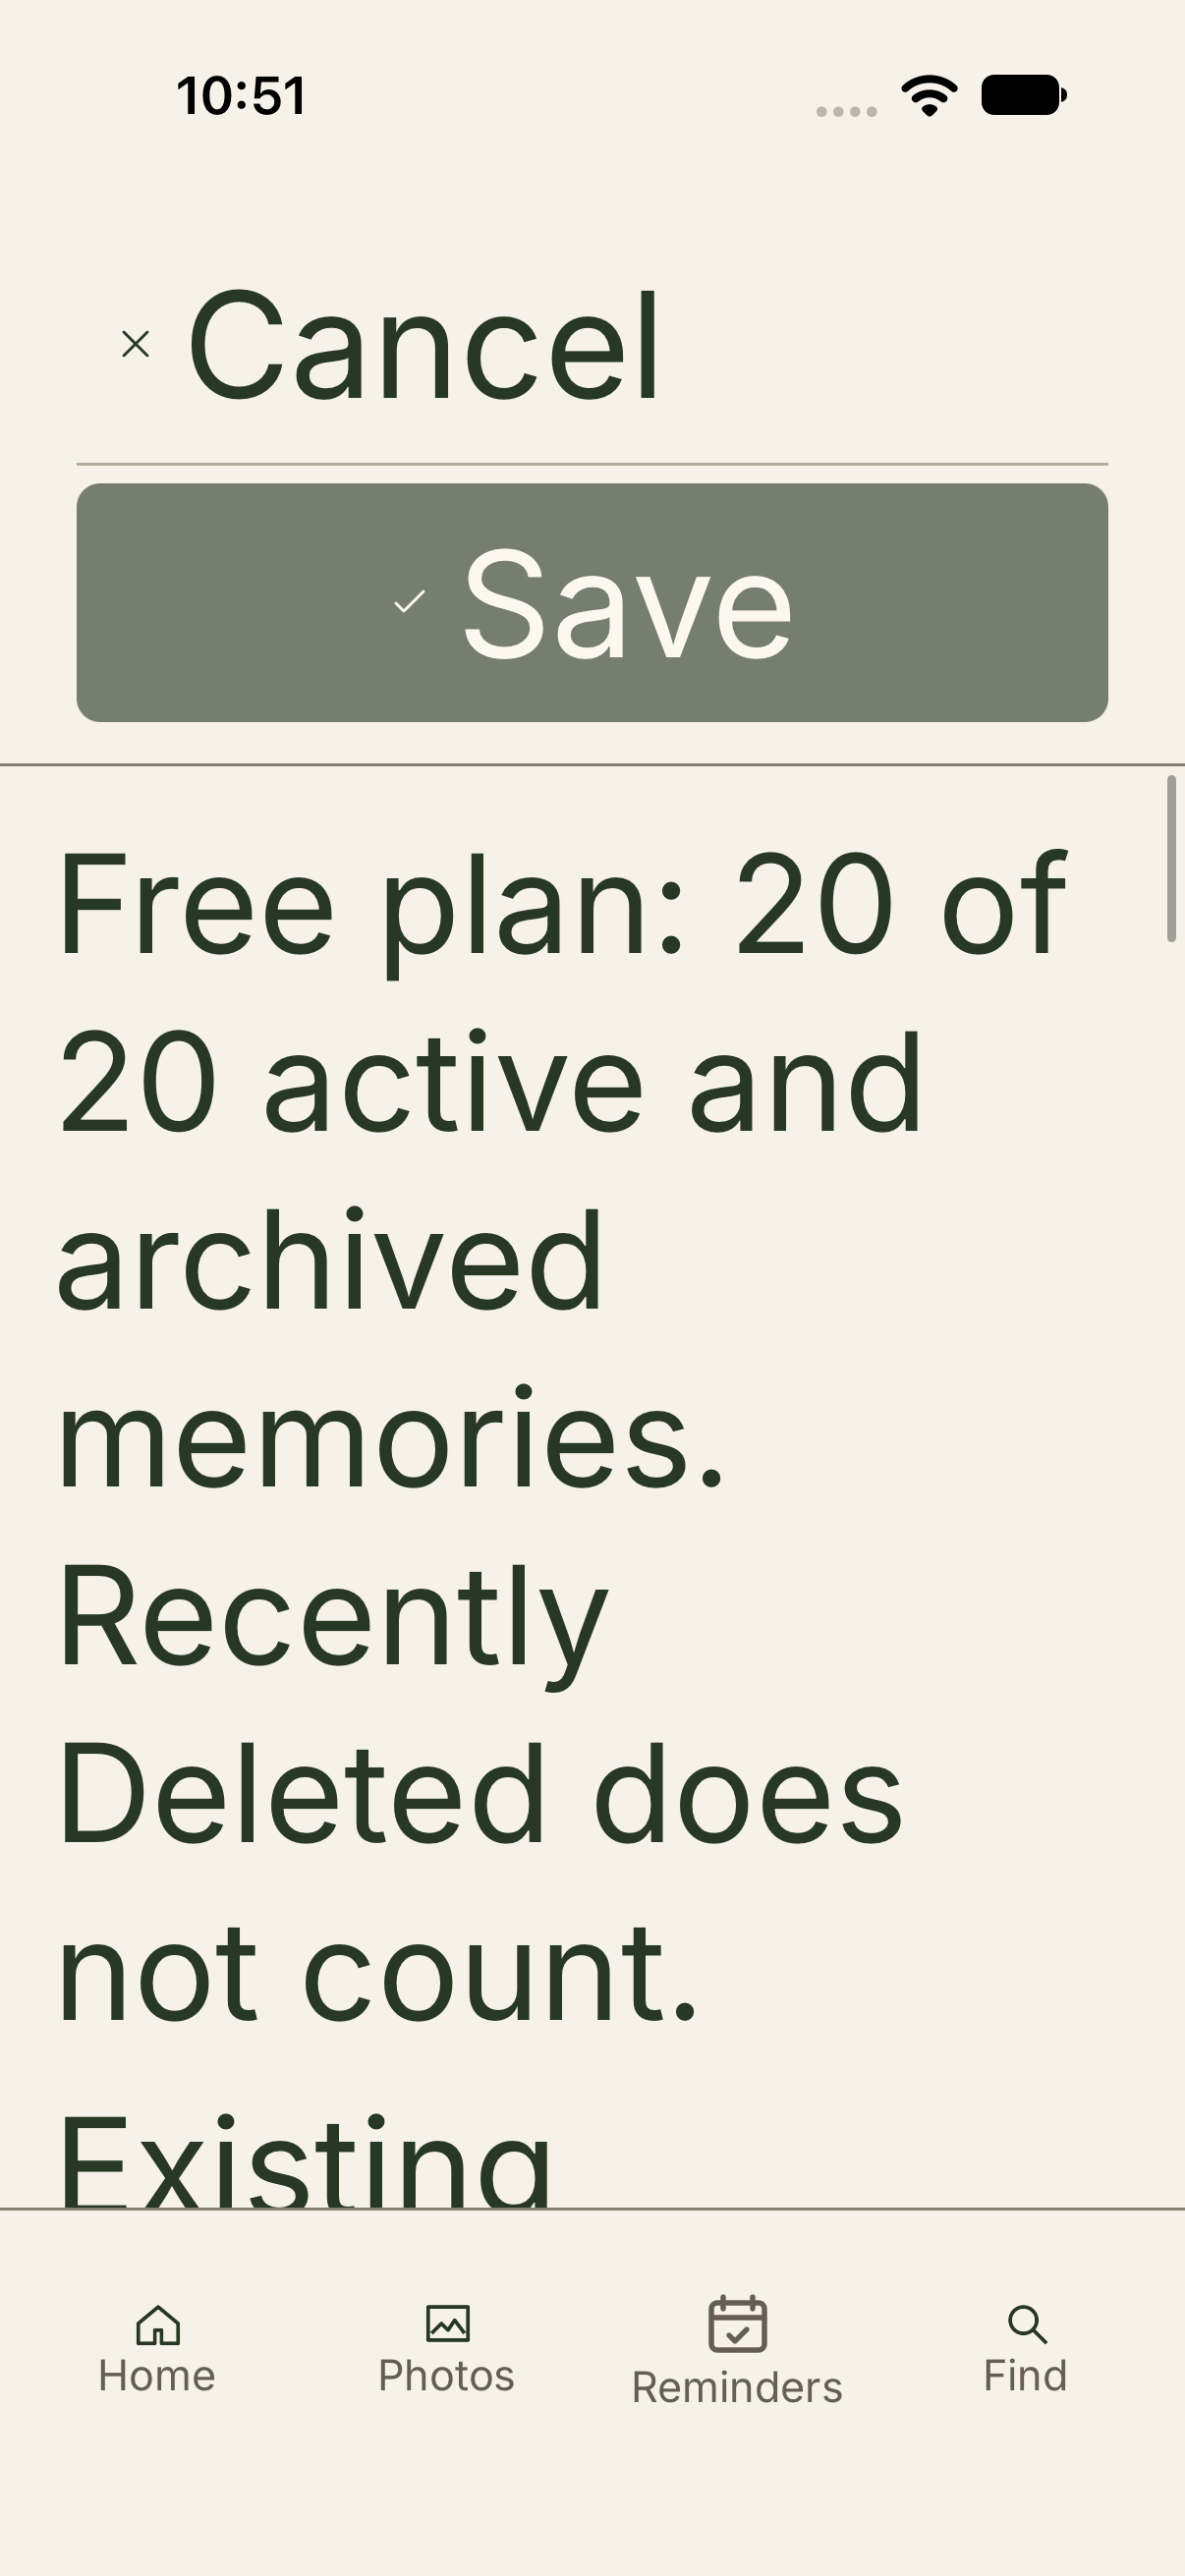 10:51
Cancel
Save
Free plan: 20 of
20 active and
archived
memories.
Recently
Deleted does
not count.
Existing
Home
Photos
Reminders
Find